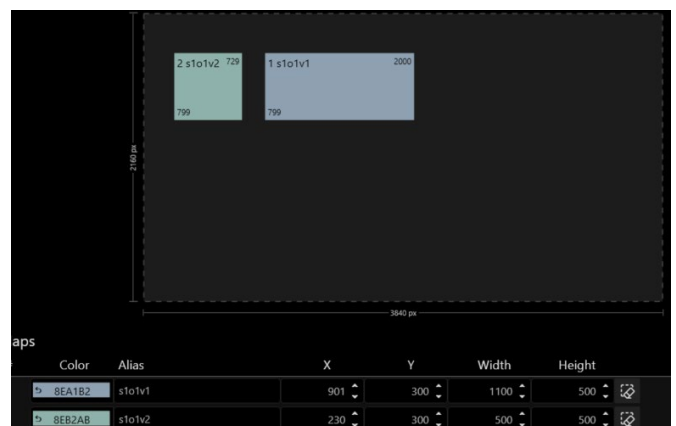 2 s1o1v2 729
1 s1o1v1 2000
799
799
2160 px
3840 px
aps
Color Alias X Y Width Height
8EA1B2 s1o1v1 901 300 1100 500
8EB2AB s1o1v2 230 300 500 500